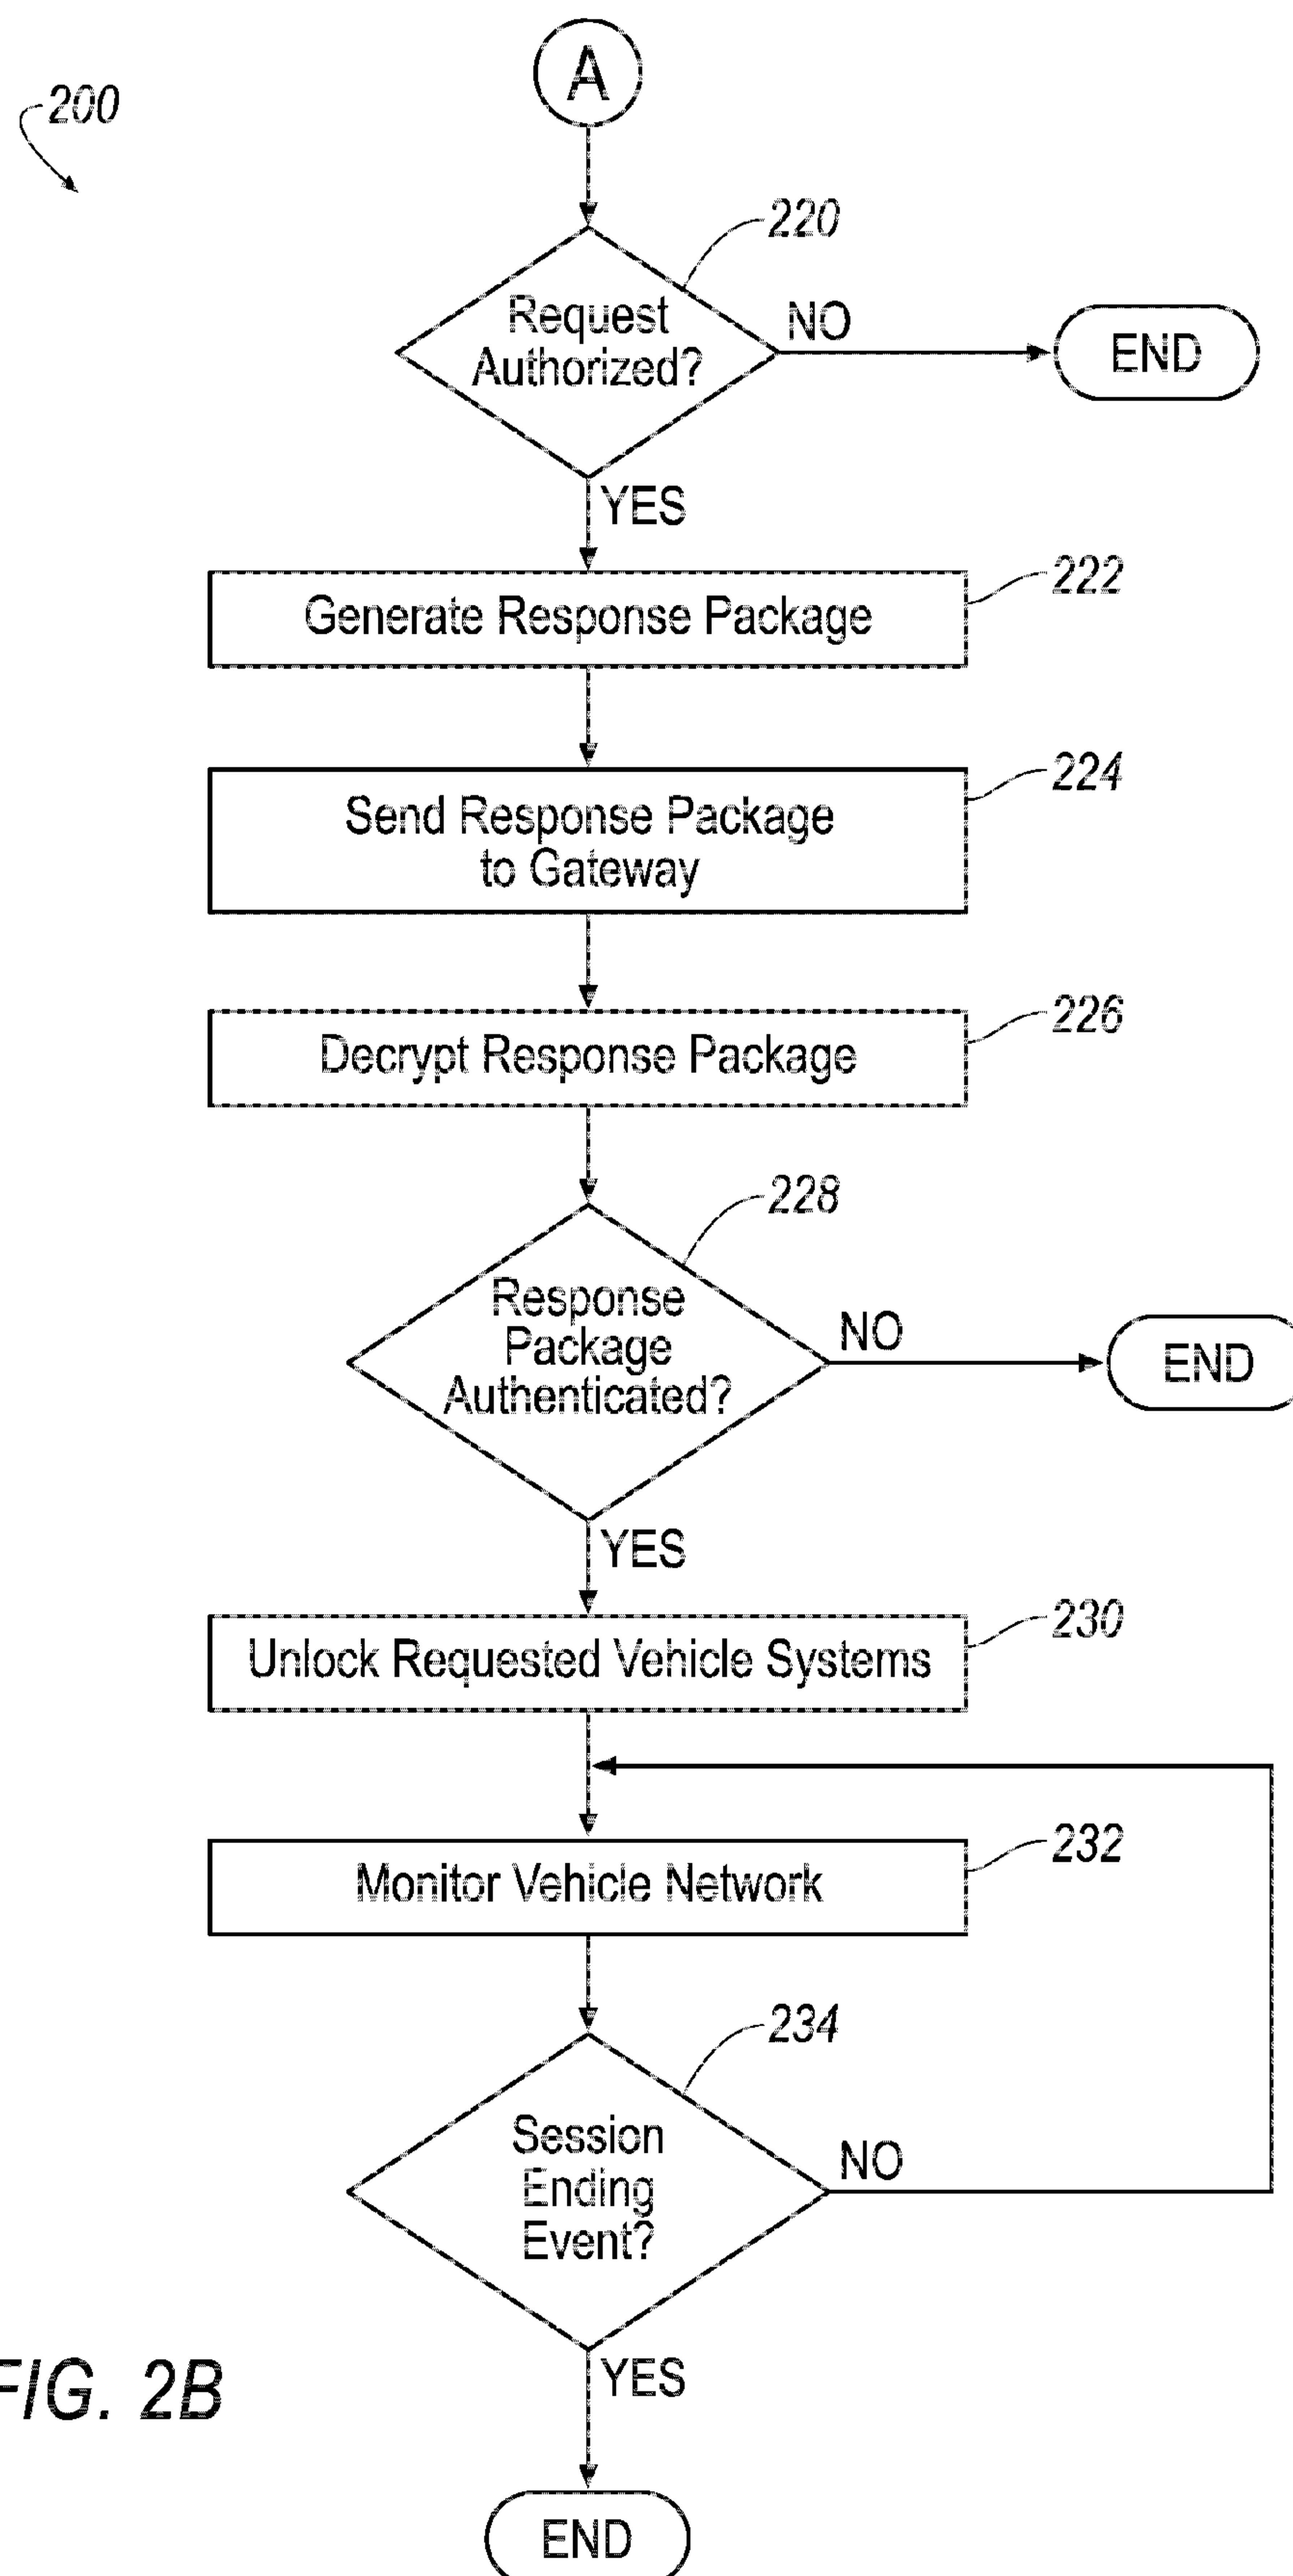 A
200
220
Request
Authorized?
NO
END
YES
222
Generate Response Package
224
Send Response Package
to Gateway
226
Decrypt Response Package
228
Response
Package
Authenticated?
NO
END
YES
230
Unlock Requested Vehicle Systems
232
Monitor Vehicle Network
234
Session
Ending
Event?
NO
YES
FIG. 2B
END